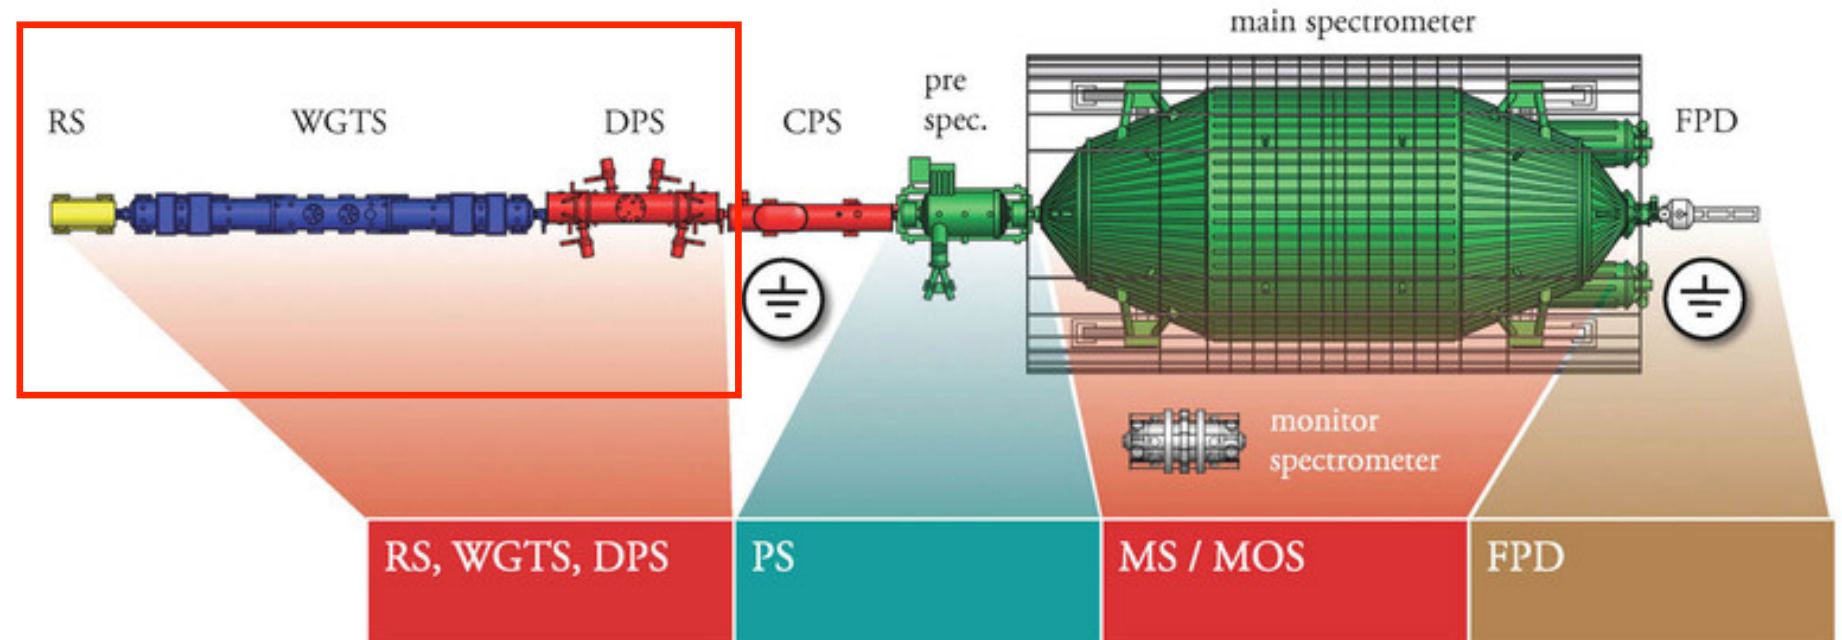 main spectrometer
pre
spec.
RS
WGTS
DPS
CPS
FPD
monitor
spectrometer
RS, WGTS, DPS
PS
MS / MOS
FPD